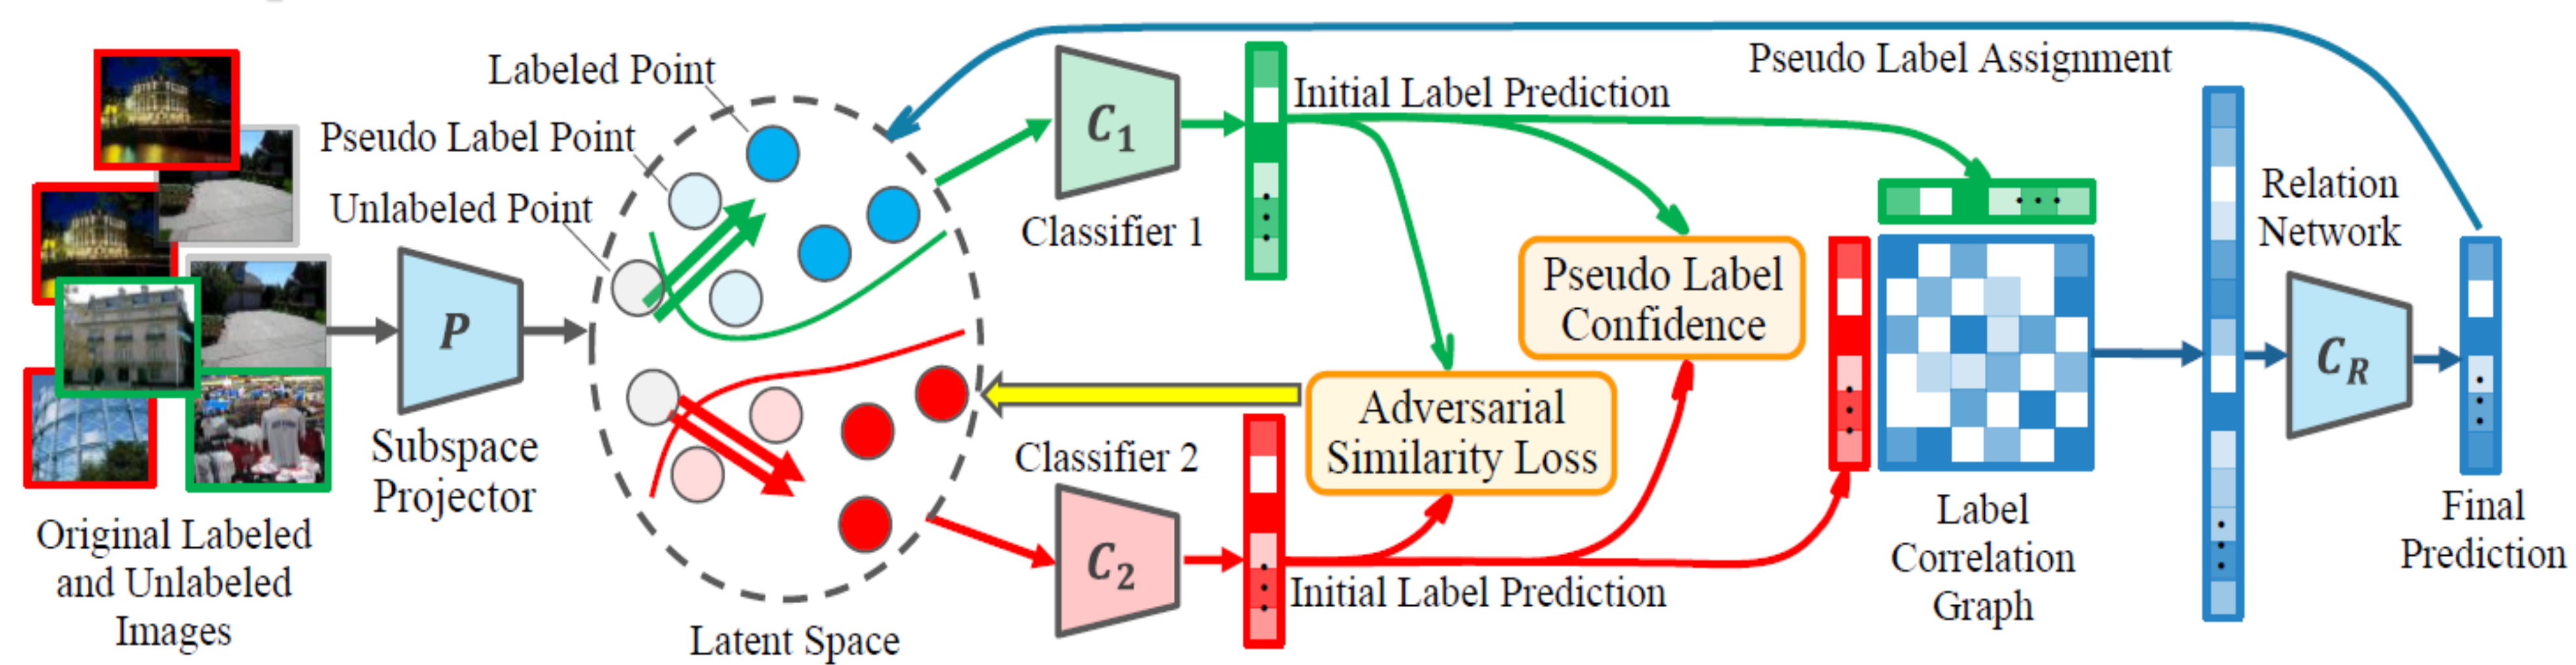 Original Labeled
and Unlabeled
Images
P
Subspace
Projector
Labeled Point
Pseudo Label Point
Unlabeled Point
Latent Space
C1
Classifier 1
Classifier 2
C2
Initial Label Prediction
Initial Label Prediction
Pseudo Label
Confidence
Adversarial
Similarity Loss
Pseudo Label Assignment
Label
Correlation
Graph
Relation
Network
CR
Final
Prediction